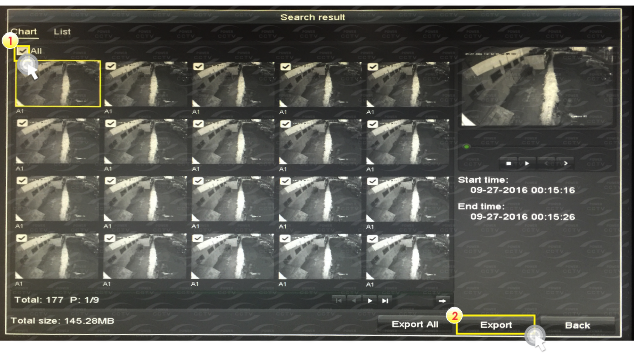 Search result
Chart List
1
All
A1 A1 A1 A1 A1
A1 A1 A1 A1 A1
A1 A1 A1 A1 A1
A1 A1 A1 A1 A1
Start time:
09-27-2016 00:15:16
End time:
09-27-2016 00:15:26
Total: 177 P: 1/9
Total size: 145.28MB
Export All
2
Export
Back